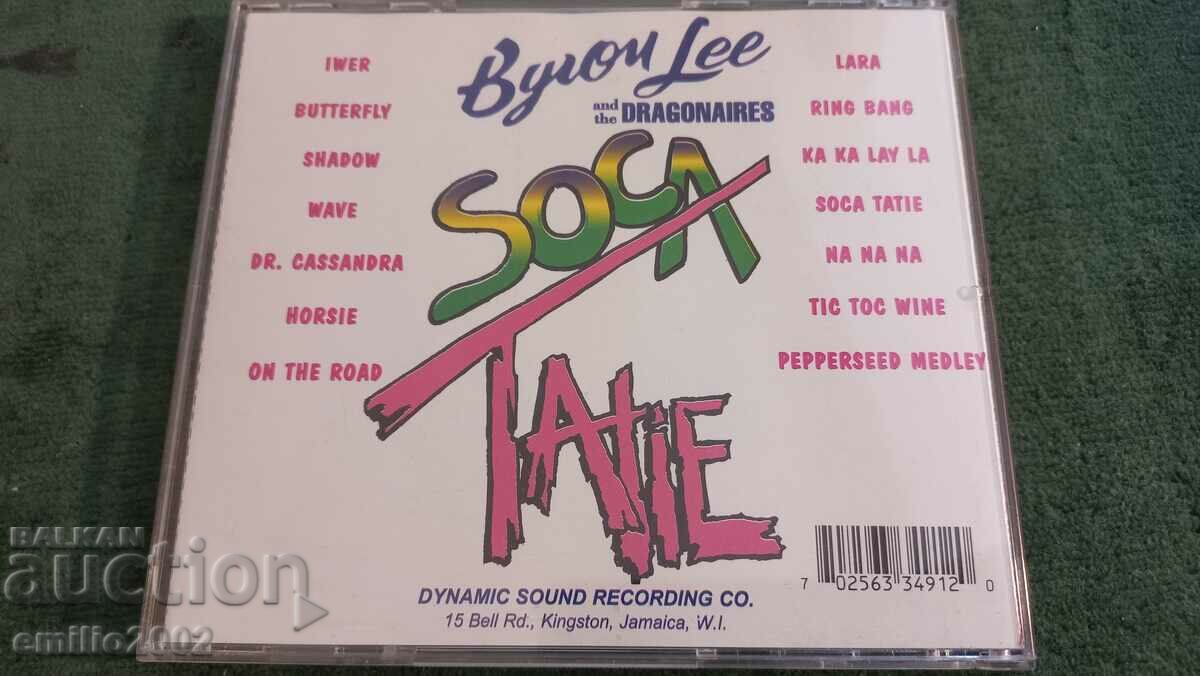 Byron Lee
and the DRAGONAIRES
IWER
BUTTERFLY
SHADOW
WAVE
DR. CASSANDRA
HORSIE
ON THE ROAD
LARA
RING BANG
KA KA LAY LA
SOCA TATIE
NA NA NA
TIC TOC WINE
PEPPERSEED MEDLEY
SOCA
TATIE
7 02563 34912 0
DYNAMIC SOUND RECORDING CO.
15 Bell Rd., Kingston, Jamaica, W.I.
BALKAN
auction
emilio2002